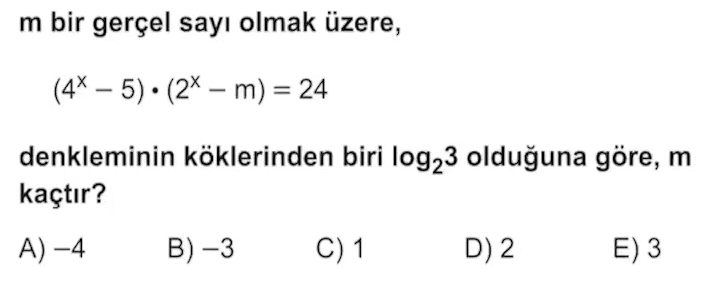 m bir gerçel sayı olmak üzere,
(4ˣ – 5) • (2ˣ – m) = 24
denkleminin köklerinden biri log₂3 olduğuna göre, m
kaçtır?
A) –4 B) –3 C) 1 D) 2 E) 3